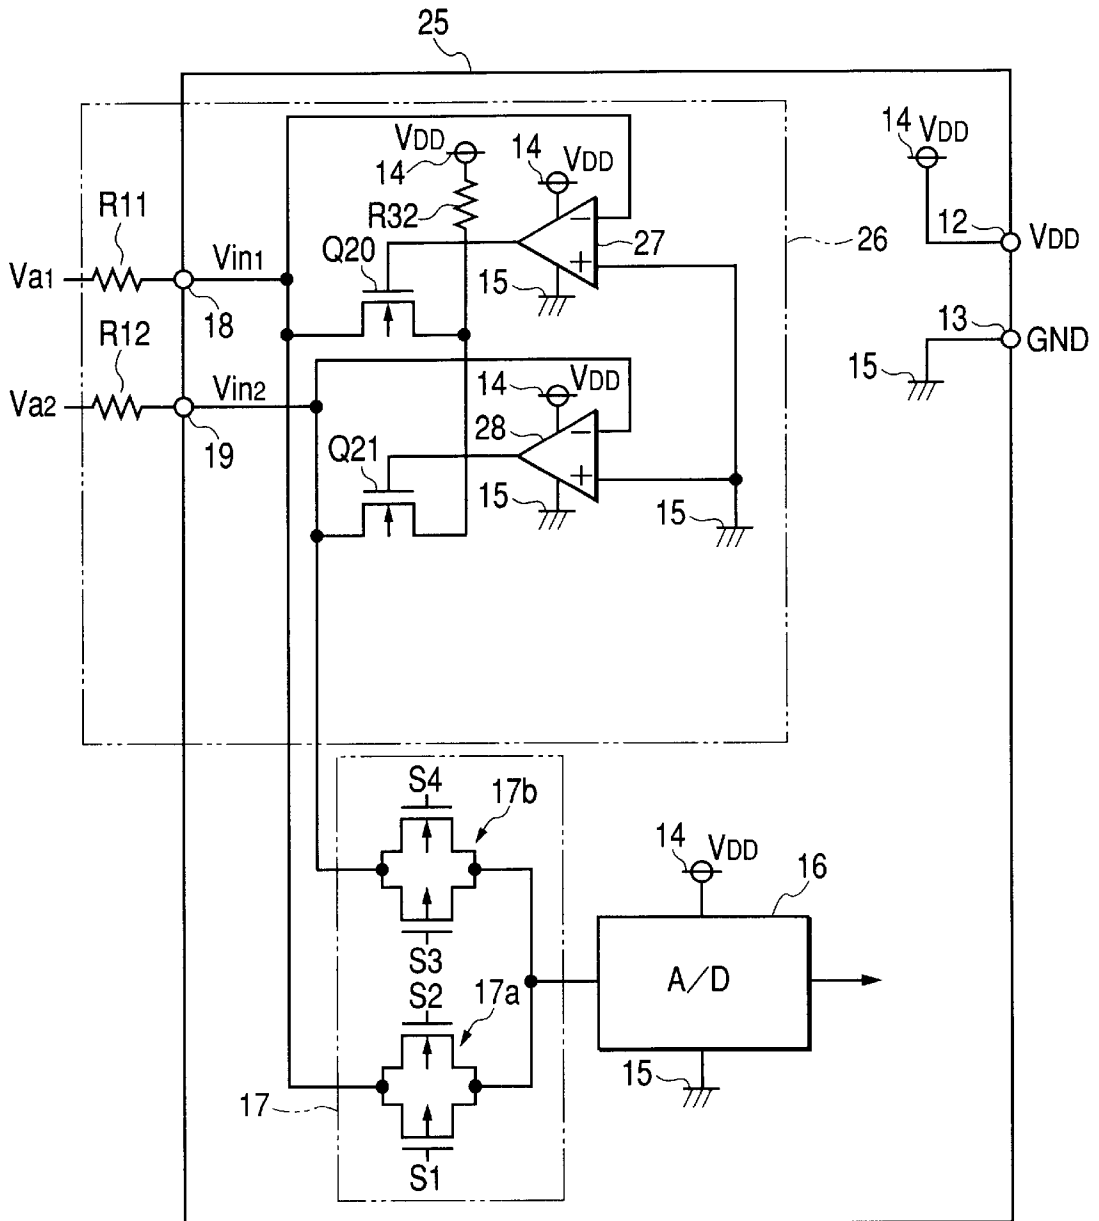 25
14 VDD
VDD
14
14 VDD
R11
R32
27
26
12
VDD
Q20
Va1
Vin1
18
15
13
GND
R12
15
14 VDD
Va2
Vin2
28
19
Q21
15
15
S4
17b
14 VDD
16
S3
A/D
S2
17a
15
17
S1